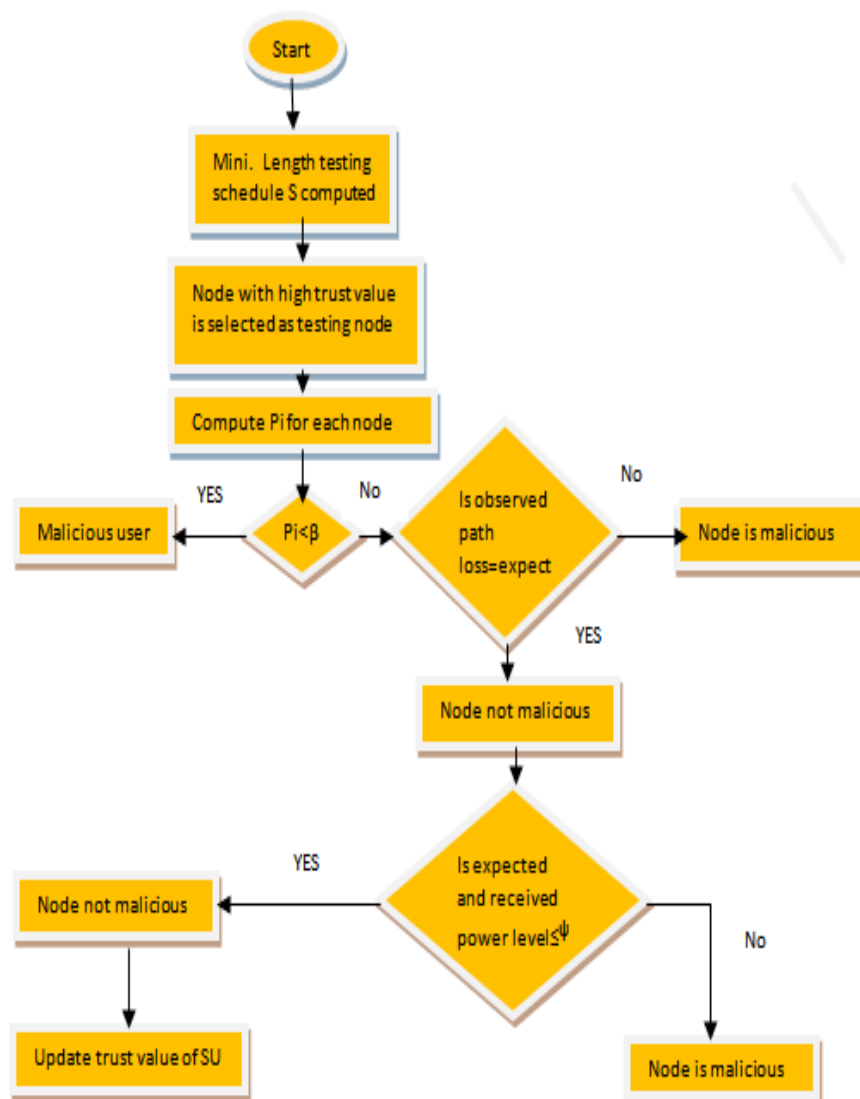 Start
Mini. Length testing
schedule S computed
Node with high trust value
is selected as testing node
Compute Pi for each node
YES
No
No
Malicious user
Pi<β
Is observed
path
loss=expect
Node is malicious
YES
Node not malicious
YES
Is expected
and received
power level≤ψ
No
Node not malicious
Update trust value of SU
Node is malicious